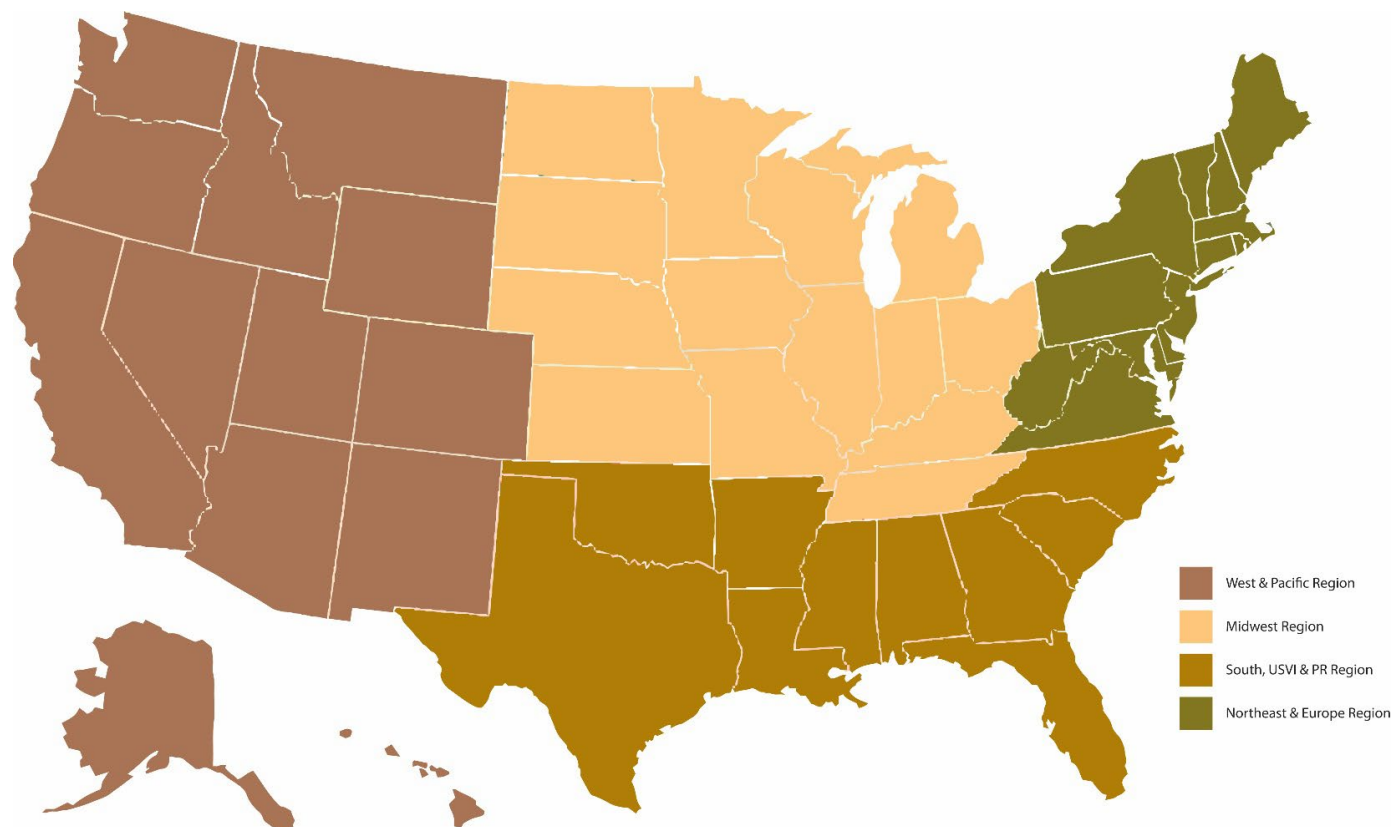 West & Pacific Region
Midwest Region
South, USVI & PR Region
Northeast & Europe Region